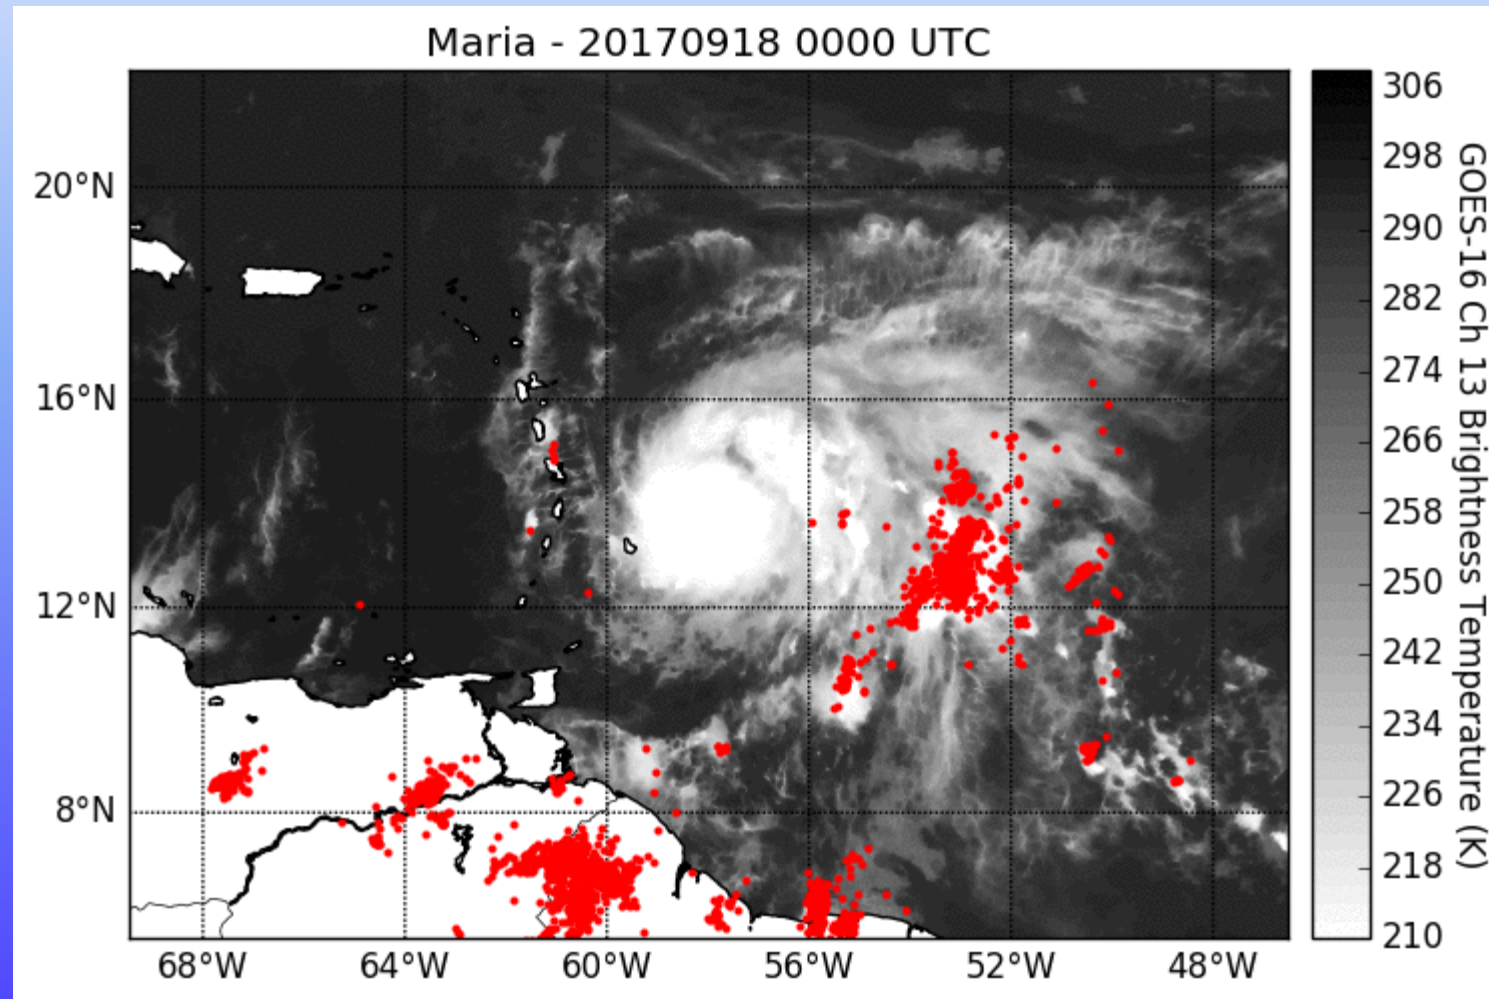 Maria - 20170918 0000 UTC
20°N
16°N
12°N
8°N
68°W 64°W 60°W 56°W 52°W 48°W
306
298
290
282
274
266
258
250
242
234
226
218
210
GOES-16 Ch 13 Brightness Temperature (K)